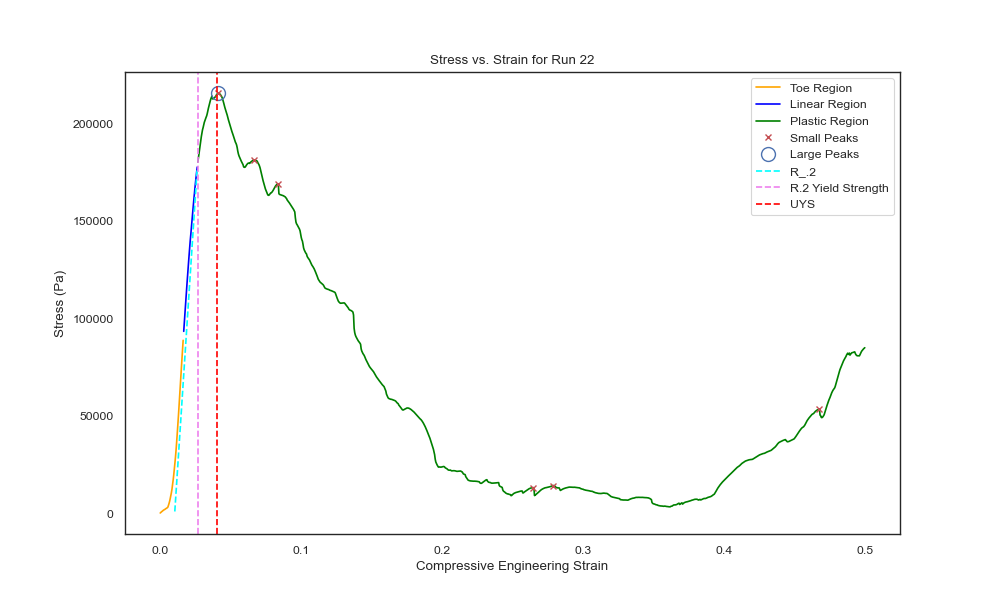 Stress vs. Strain for Run 22
Toe Region
Linear Region
Plastic Region
Small Peaks
Large Peaks
R_.2
R.2 Yield Strength
UYS
200000
150000
100000
50000
0
Stress (Pa)
0.0 0.1 0.2 0.3 0.4 0.5
Compressive Engineering Strain